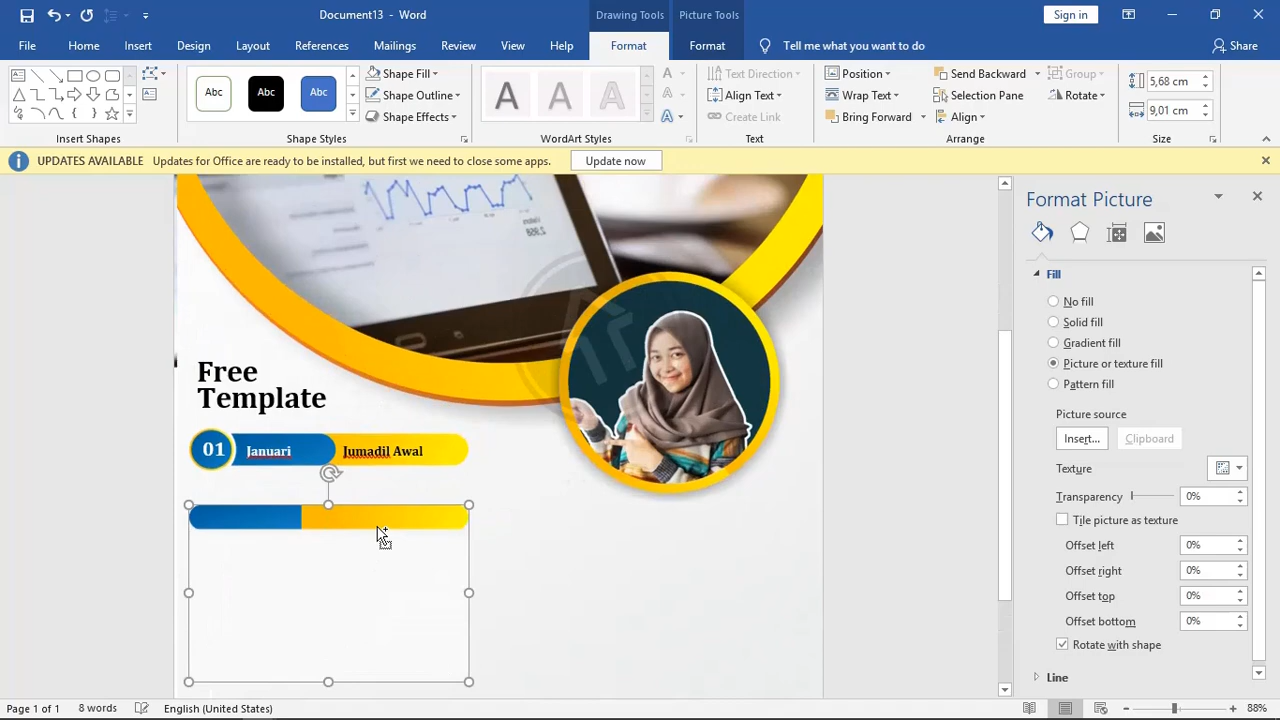 Document13 - Word
Drawing Tools
Picture Tools
Sign in
File
Home
Insert
Design
Layout
References
Mailings
Review
View
Help
Format
Format
Tell me what you want to do
Share
Abc
Abc
Abc
Shape Fill
Shape Outline
Shape Effects
A
A
A
A
A
A
Text Direction
Align Text
Create Link
Position
Wrap Text
Bring Forward
Send Backward
Selection Pane
Align
Group
Rotate
5,68 cm
9,01 cm
Insert Shapes
Shape Styles
WordArt Styles
Text
Arrange
Size
UPDATES AVAILABLE Updates for Office are ready to be installed, but first we need to close some apps.
Update now
Free
Template
01
Januari
Jumadil Awal
Format Picture
Fill
No fill
Solid fill
Gradient fill
Picture or texture fill
Pattern fill
Picture source
Insert...
Clipboard
Texture
Transparency
0%
Tile picture as texture
Offset left
0%
Offset right
0%
Offset top
0%
Offset bottom
0%
Rotate with shape
Line
Page 1 of 1
8 words
English (United States)
88%